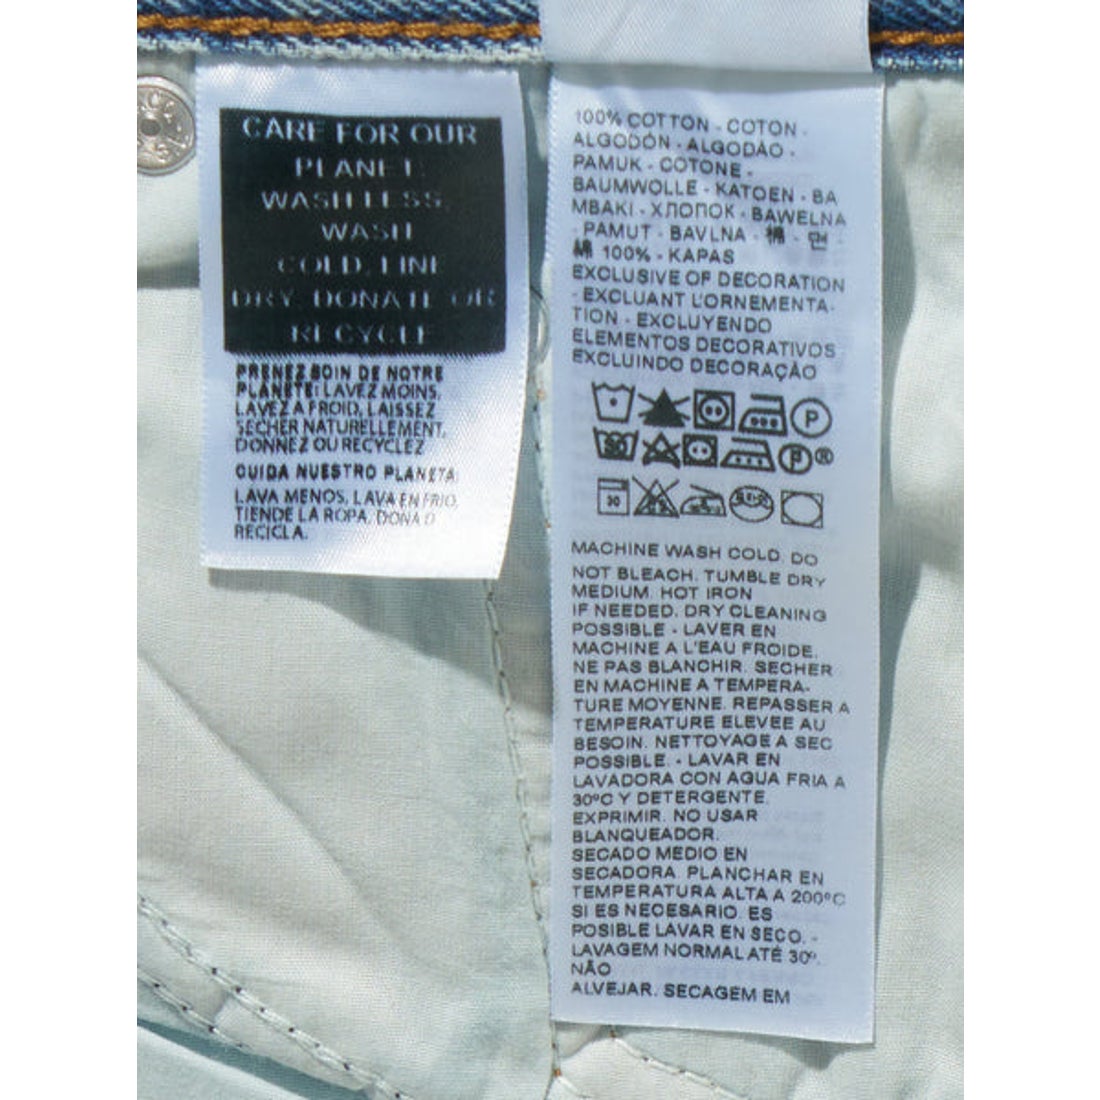 CARE FOR OUR
PLANET:
WASH LESS,
WASH
COLD, LINE
DRY, DONATE OR
RECYCLE
PRENEZ SOIN DE NOTRE
PLANÈTE: LAVEZ MOINS,
LAVEZ A FROID, LAISSEZ
SÉCHER NATURELLEMENT,
DONNEZ OU RECYCLEZ
CUIDA NUESTRO PLANETA:
LAVA MENOS, LAVA EN FRIO,
TIENDE LA ROPA, DONA O
RECICLA.
100% COTTON - COTON -
ALGODÓN - ALGODÃO -
PAMUK - COTONE -
BAUMWOLLE - KATOEN - BA
MBAKI - ХЛОПОК - BAWEŁNA
- PAMUT - BAVLNA - 棉 - 면
綿 100% - KAPAS
EXCLUSIVE OF DECORATION
- EXCLUANT L'ORNEMENTA-
TION - EXCLUYENDO
ELEMENTOS DECORATIVOS
EXCLUINDO DECORAÇÃO
P
P ®
30
MACHINE WASH COLD. DO
NOT BLEACH. TUMBLE DRY
MEDIUM. HOT IRON
IF NEEDED. DRY CLEANING
POSSIBLE - LAVER EN
MACHINE A L'EAU FROIDE.
NE PAS BLANCHIR. SECHER
EN MACHINE A TEMPERA-
TURE MOYENNE. REPASSER A
TEMPERATURE ELEVEE AU
BESOIN. NETTOYAGE A SEC
POSSIBLE. - LAVAR EN
LAVADORA CON AGUA FRIA A
30ºC Y DETERGENTE.
EXPRIMIR. NO USAR
BLANQUEADOR.
SECADO MEDIO EN
SECADORA. PLANCHAR EN
TEMPERATURA ALTA A 200ºC
SI ES NECESARIO. ES
POSIBLE LAVAR EN SECO. -
LAVAGEM NORMAL ATÉ 30º.
NÃO
ALVEJAR. SECAGEM EM